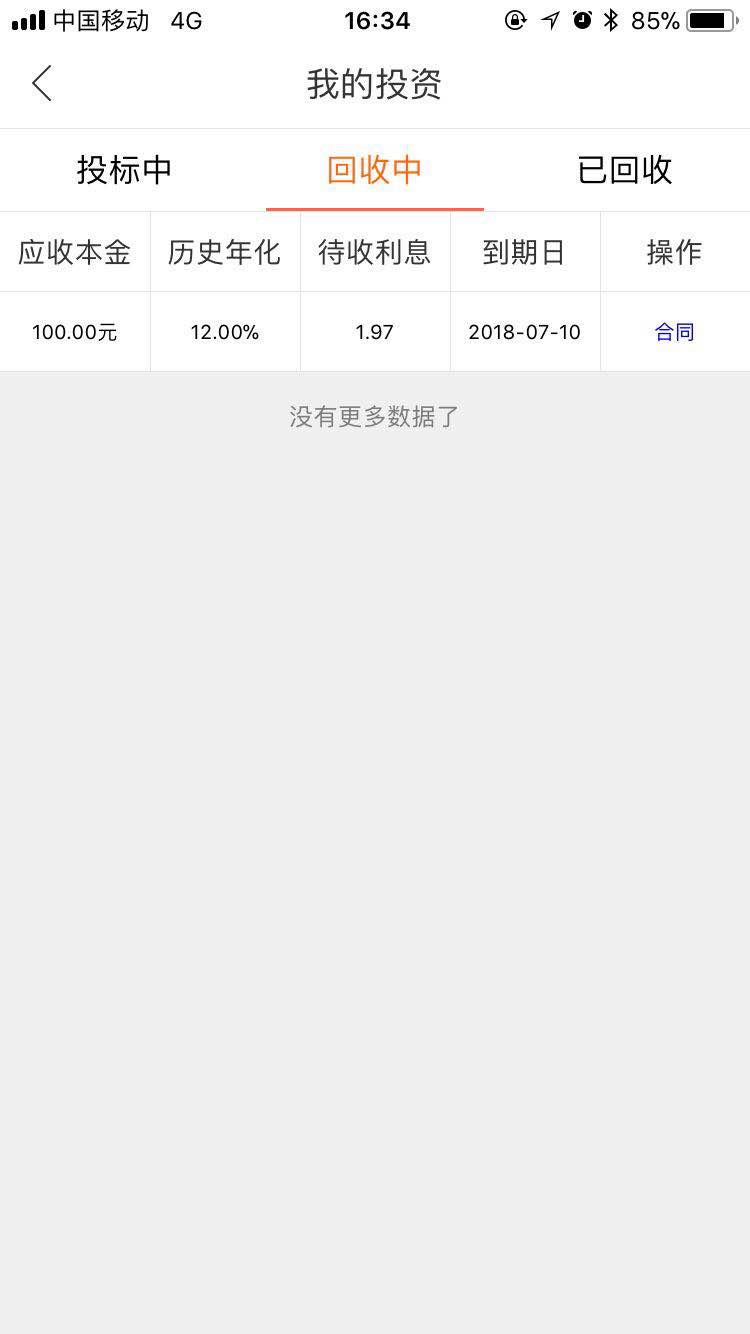 中国移动 4G 16:34 85%
我的投资
投标中 回收中 已回收
应收本金 历史年化 待收利息 到期日 操作
100.00元 12.00% 1.97 2018-07-10 合同
没有更多数据了